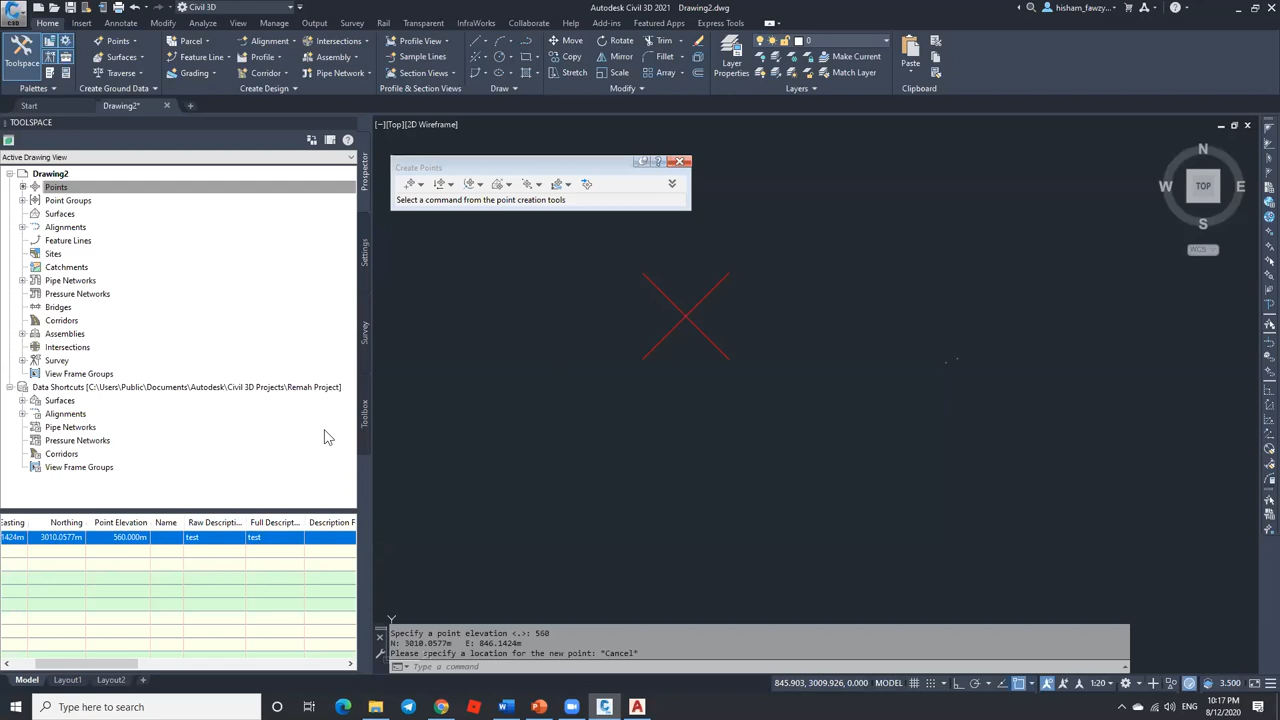 Civil 3D
Autodesk Civil 3D 2021 Drawing2.dwg
hisham_fawzy...
C3D
Home Insert Annotate Modify Analyze View Manage Output Survey Rail Transparent InfraWorks Collaborate Help Add-ins Featured Apps Express Tools
Toolspace
Points
Surfaces
Traverse
Parcel
Feature Line
Grading
Alignment
Profile
Corridor
Intersections
Assembly
Pipe Network
Profile View
Sample Lines
Section Views
Move
Copy
Stretch
Rotate
Mirror
Scale
Trim
Fillet
Array
Layer
Properties
0
Make Current
Match Layer
Paste
Palettes Create Ground Data Create Design Profile & Section Views Draw Modify Layers Clipboard
Start Drawing2*
TOOLSPACE
Active Drawing View
Drawing2
Points
Point Groups
Surfaces
Alignments
Feature Lines
Sites
Catchments
Pipe Networks
Pressure Networks
Bridges
Corridors
Assemblies
Intersections
Survey
View Frame Groups
Data Shortcuts [C:\Users\Public\Documents\Autodesk\Civil 3D Projects\Remah Project]
Surfaces
Alignments
Pipe Networks
Pressure Networks
Corridors
View Frame Groups
Prospector
Settings
Survey
Toolbox
Easting Northing Point Elevation Name Raw Descripti... Full Descript... Description F
1424m 3010.0577m 560.000m test test
[−][Top][2D Wireframe]
Create Points
Select a command from the point creation tools
N
W TOP E
S
WCS
Y
Specify a point elevation <.>: 560
N: 3010.0577m E: 846.1424m
Please specify a location for the new point: *Cancel*
Type a command
Model Layout1 Layout2
845.903, 3009.926, 0.000 MODEL 1:20 3.500
Type here to search
10:17 PM
8/12/2020